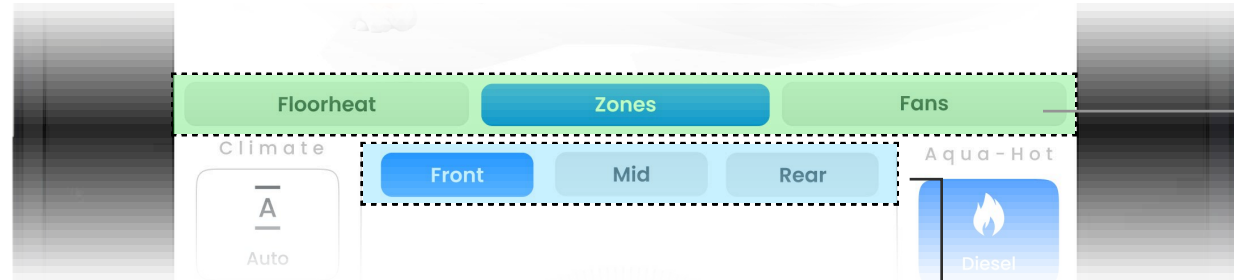 Floorheat Zones Fans
Climate
Aqua-Hot
Front Mid Rear
A
Auto
Diesel